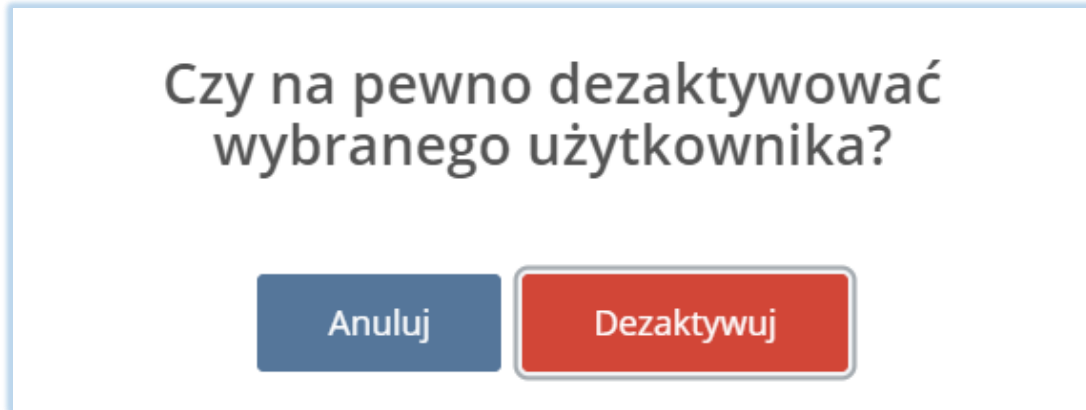 Czy na pewno dezaktywować
wybranego użytkownika?
Anuluj
Dezaktywuj